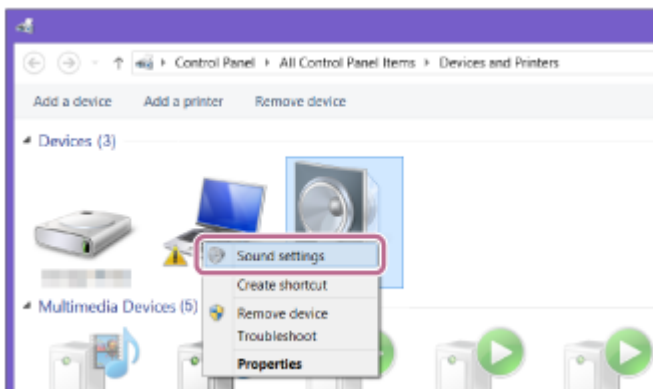 Control Panel ▸ All Control Panel Items ▸ Devices and Printers
Add a device Add a printer Remove device
Devices (3)
Sound settings
Create shortcut
Multimedia Devices (5)
Remove device
Troubleshoot
Properties